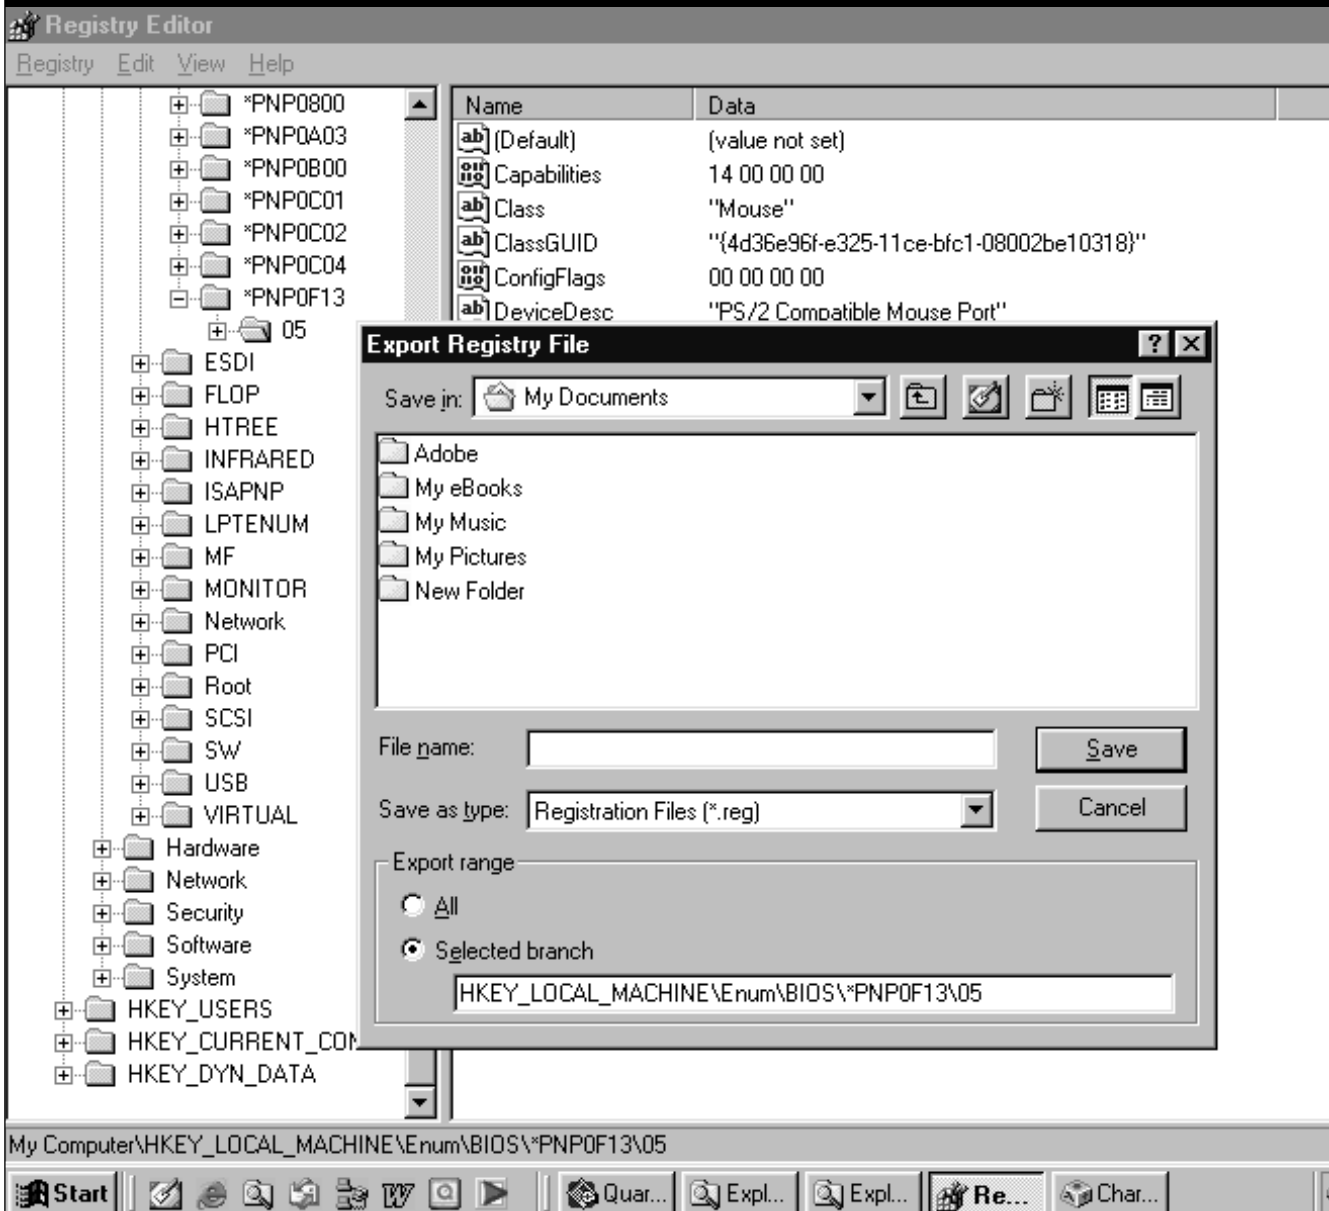 Registry Editor
Registry Edit View Help
*PNP0800
*PNP0A03
*PNP0B00
*PNP0C01
*PNP0C02
*PNP0C04
*PNP0F13
05
ESDI
FLOP
HTREE
INFRARED
ISAPNP
LPTENUM
MF
MONITOR
Network
PCI
Root
SCSI
SW
USB
VIRTUAL
Hardware
Network
Security
Software
System
HKEY_USERS
HKEY_CURRENT_CON
HKEY_DYN_DATA
Name Data
(Default) (value not set)
Capabilities 14 00 00 00
Class "Mouse"
ClassGUID "{4d36e96f-e325-11ce-bfc1-08002be10318}"
ConfigFlags 00 00 00 00
DeviceDesc "PS/2 Compatible Mouse Port"
Export Registry File
Save in: My Documents
Adobe
My eBooks
My Music
My Pictures
New Folder
File name: Save
Save as type: Registration Files (*.reg) Cancel
Export range
All
Selected branch
HKEY_LOCAL_MACHINE\Enum\BIOS\*PNP0F13\05
My Computer\HKEY_LOCAL_MACHINE\Enum\BIOS\*PNP0F13\05
Start Quar... Expl... Expl... Re... Char...